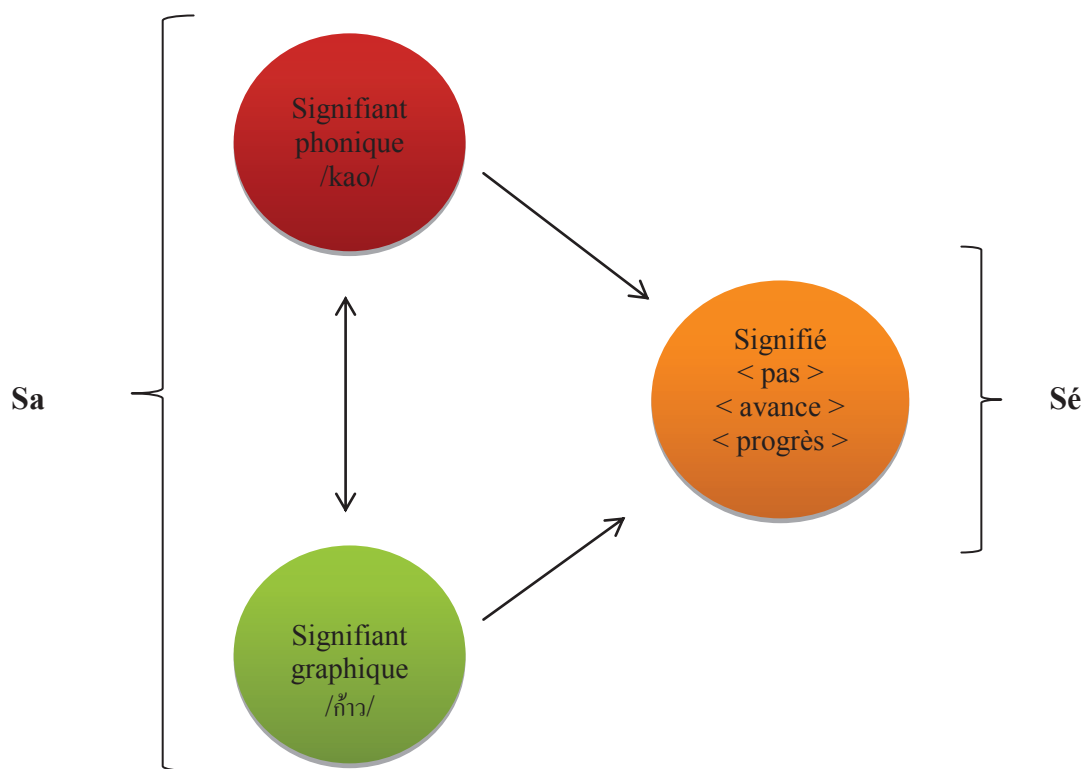 Signifiant
phonique
/kao/
Sa
Signifié
< pas >
< avance >
< progrès >
Sé
Signifiant
graphique
/ก้าว/